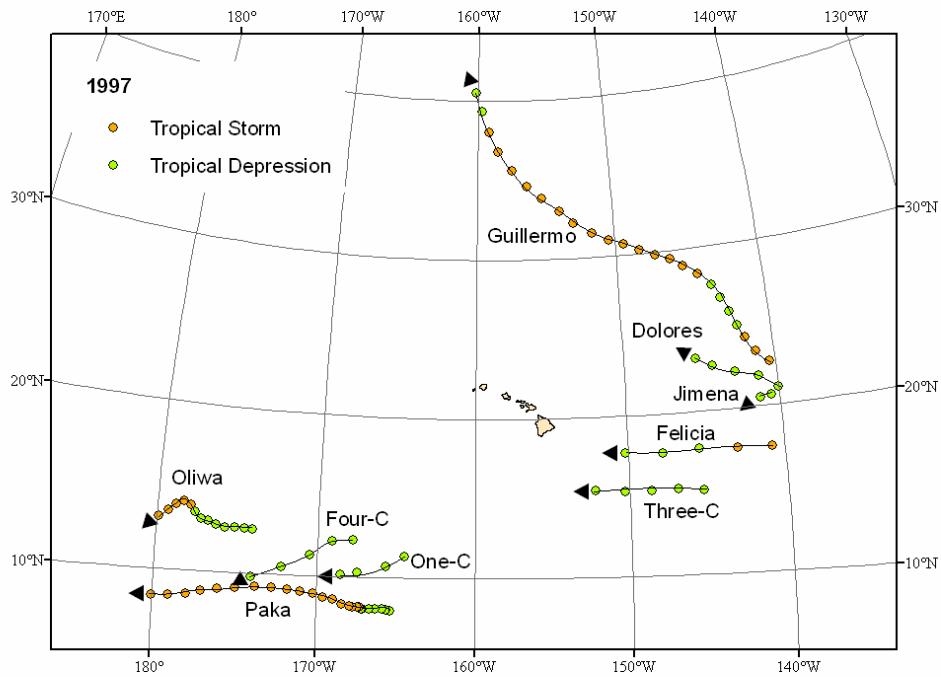 170°E 180° 170°W 160°W 150°W 140°W 130°W
1997
Tropical Storm
Tropical Depression
30°N 30°N
Guillermo
Dolores
20°N 20°N
Jimena
Felicia
Oliwa
Three-C
Four-C
One-C
10°N 10°N
Paka
180° 170°W 160°W 150°W 140°W